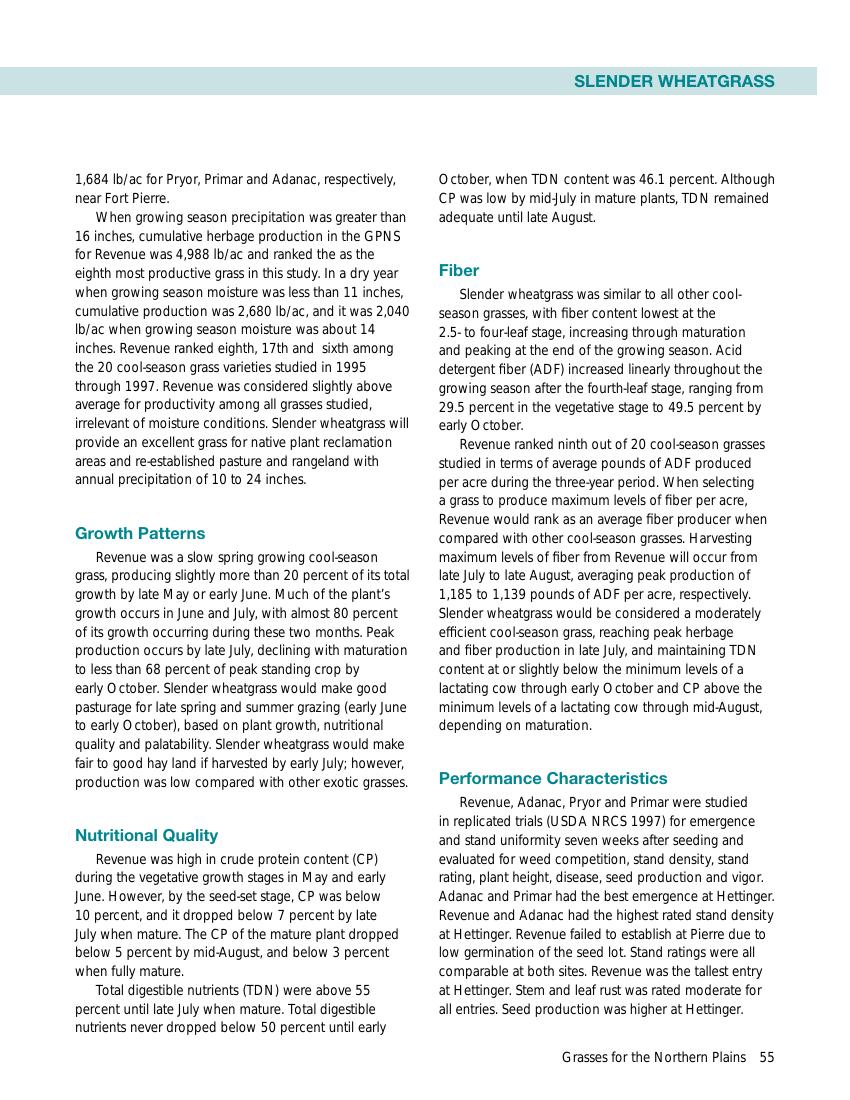 SLENDER WHEATGRASS
1,684 lb/ac for Pryor, Primar and Adanac, respectively,
near Fort Pierre.
When growing season precipitation was greater than
16 inches, cumulative herbage production in the GPNS
for Revenue was 4,988 lb/ac and ranked the as the
eighth most productive grass in this study. In a dry year
when growing season moisture was less than 11 inches,
cumulative production was 2,680 lb/ac, and it was 2,040
lb/ac when growing season moisture was about 14
inches. Revenue ranked eighth, 17th and  sixth among
the 20 cool-season grass varieties studied in 1995
through 1997. Revenue was considered slightly above
average for productivity among all grasses studied,
irrelevant of moisture conditions. Slender wheatgrass will
provide an excellent grass for native plant reclamation
areas and re-established pasture and rangeland with
annual precipitation of 10 to 24 inches.
Growth Patterns
Revenue was a slow spring growing cool-season
grass, producing slightly more than 20 percent of its total
growth by late May or early June. Much of the plant's
growth occurs in June and July, with almost 80 percent
of its growth occurring during these two months. Peak
production occurs by late July, declining with maturation
to less than 68 percent of peak standing crop by
early October. Slender wheatgrass would make good
pasturage for late spring and summer grazing (early June
to early October), based on plant growth, nutritional
quality and palatability. Slender wheatgrass would make
fair to good hay land if harvested by early July; however,
production was low compared with other exotic grasses.
Nutritional Quality
Revenue was high in crude protein content (CP)
during the vegetative growth stages in May and early
June. However, by the seed-set stage, CP was below
10 percent, and it dropped below 7 percent by late
July when mature. The CP of the mature plant dropped
below 5 percent by mid-August, and below 3 percent
when fully mature.
Total digestible nutrients (TDN) were above 55
percent until late July when mature. Total digestible
nutrients never dropped below 50 percent until early
October, when TDN content was 46.1 percent. Although
CP was low by mid-July in mature plants, TDN remained
adequate until late August.
Fiber
Slender wheatgrass was similar to all other cool-
season grasses, with fiber content lowest at the
2.5- to four-leaf stage, increasing through maturation
and peaking at the end of the growing season. Acid
detergent fiber (ADF) increased linearly throughout the
growing season after the fourth-leaf stage, ranging from
29.5 percent in the vegetative stage to 49.5 percent by
early October.
Revenue ranked ninth out of 20 cool-season grasses
studied in terms of average pounds of ADF produced
per acre during the three-year period. When selecting
a grass to produce maximum levels of fiber per acre,
Revenue would rank as an average fiber producer when
compared with other cool-season grasses. Harvesting
maximum levels of fiber from Revenue will occur from
late July to late August, averaging peak production of
1,185 to 1,139 pounds of ADF per acre, respectively.
Slender wheatgrass would be considered a moderately
efficient cool-season grass, reaching peak herbage
and fiber production in late July, and maintaining TDN
content at or slightly below the minimum levels of a
lactating cow through early October and CP above the
minimum levels of a lactating cow through mid-August,
depending on maturation.
Performance Characteristics
Revenue, Adanac, Pryor and Primar were studied
in replicated trials (USDA NRCS 1997) for emergence
and stand uniformity seven weeks after seeding and
evaluated for weed competition, stand density, stand
rating, plant height, disease, seed production and vigor.
Adanac and Primar had the best emergence at Hettinger.
Revenue and Adanac had the highest rated stand density
at Hettinger. Revenue failed to establish at Pierre due to
low germination of the seed lot. Stand ratings were all
comparable at both sites. Revenue was the tallest entry
at Hettinger. Stem and leaf rust was rated moderate for
all entries. Seed production was higher at Hettinger.
Grasses for the Northern Plains 55